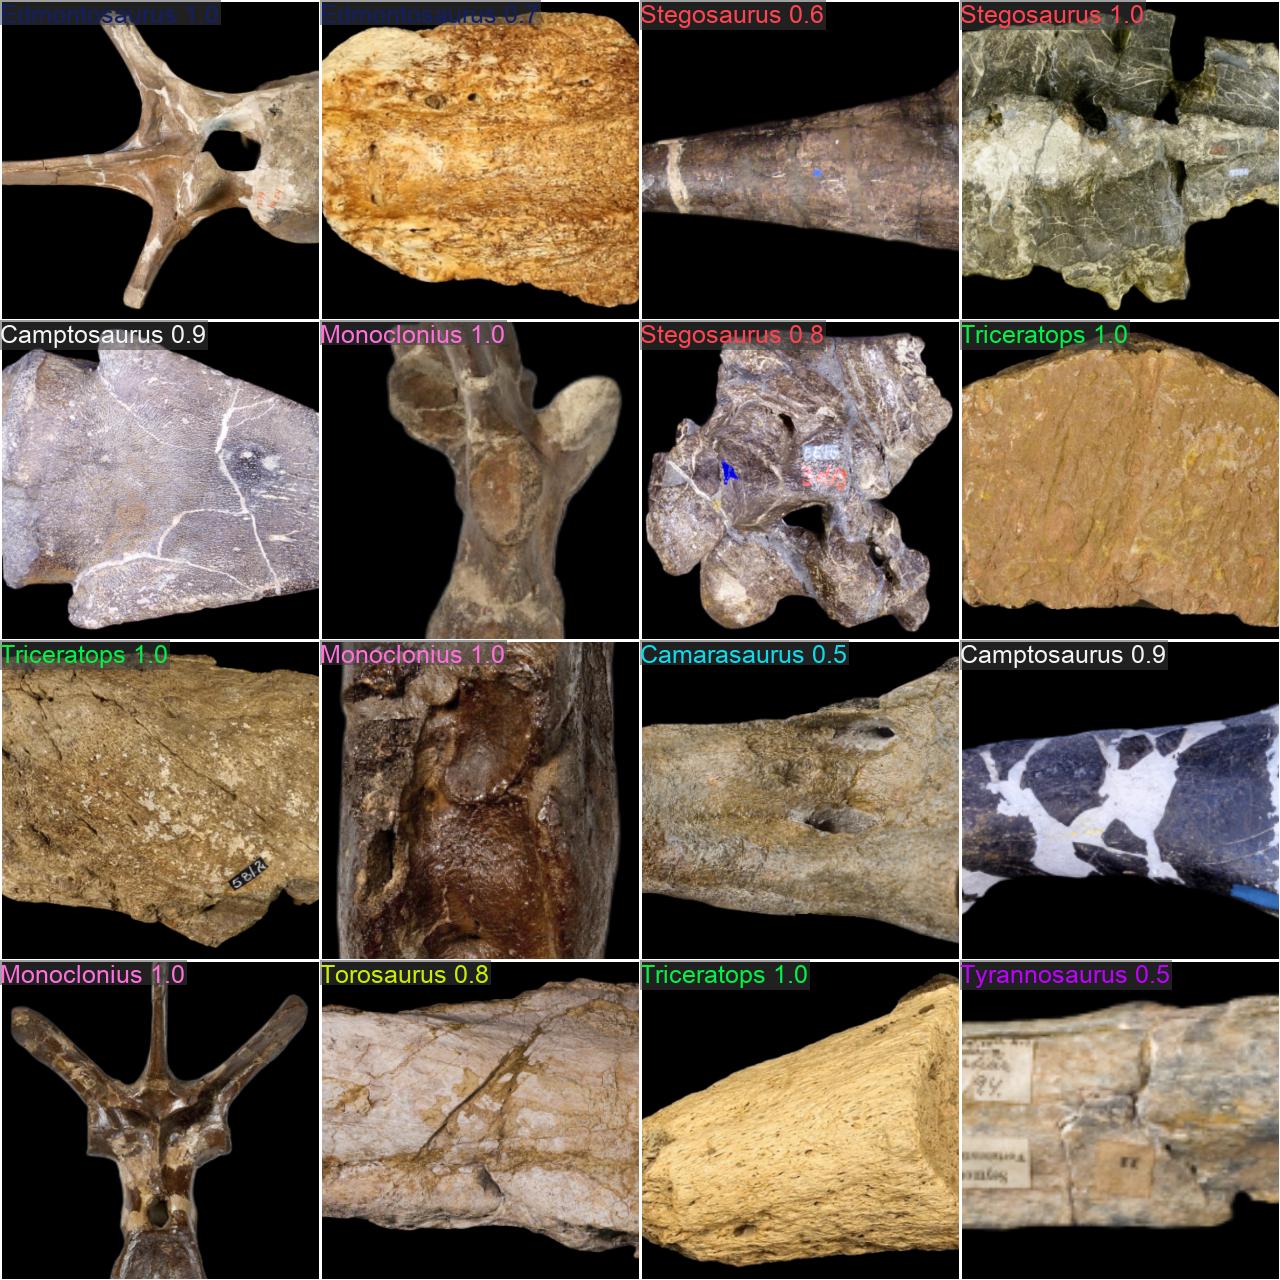 Edmontosaurus 1.0
Edmontosaurus 0.7
Stegosaurus 0.6
Stegosaurus 1.0
Camptosaurus 0.9
Monoclonius 1.0
Stegosaurus 0.8
Triceratops 1.0
Triceratops 1.0
Monoclonius 1.0
Camarasaurus 0.5
Camptosaurus 0.9
5812
Monoclonius 1.0
Torosaurus 0.8
Triceratops 1.0
Tyrannosaurus 0.5